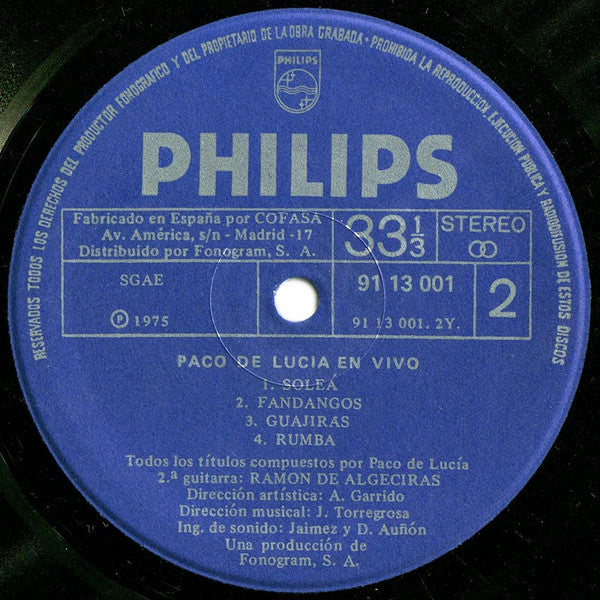 RESERVADOS TODOS LOS DERECHOS DEL PRODUCTOR FONOGRAFICO Y DEL PROPIETARIO DE LA OBRA GRABADA • PROHIBIDA LA REPRODUCCION, EJECUCION PUBLICA Y RADIODIFUSION DE ESTOS DISCOS
PHILIPS
PHILIPS
Fabricado en España por COFASA
Av. América, s/n - Madrid -17
Distribuido por Fonogram, S. A.
33 1/3
STEREO
SGAE
Ⓟ 1975
91 13 001
91 13 001. 2Y.
2
PACO DE LUCIA EN VIVO
1. SOLEÁ
2. FANDANGOS
3. GUAJIRAS
4. RUMBA
Todos los títulos compuestos por Paco de Lucía
2.ª guitarra: RAMON DE ALGECIRAS
Dirección artística: A. Garrido
Dirección musical: J. Torregrosa
Ing. de sonido: Jaimez y D. Auñón
Una producción de
Fonogram, S. A.